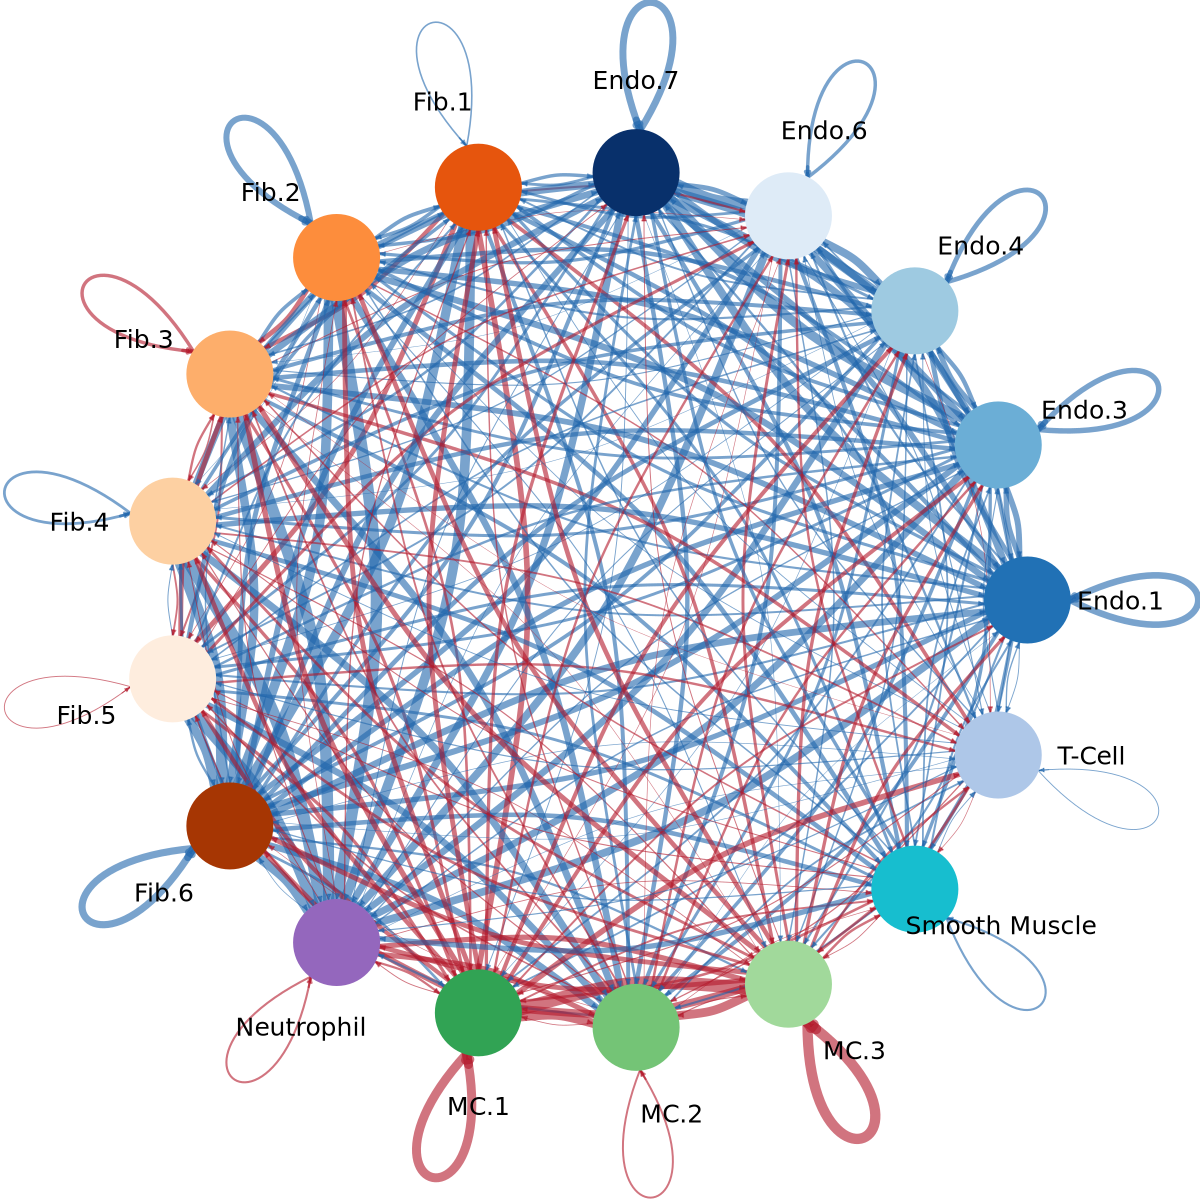 Endo.7
Fib.1
Endo.6
Fib.2
Endo.4
Fib.3
Endo.3
Fib.4
Endo.1
Fib.5
T-Cell
Fib.6
Smooth Muscle
Neutrophil
MC.3
MC.1
MC.2